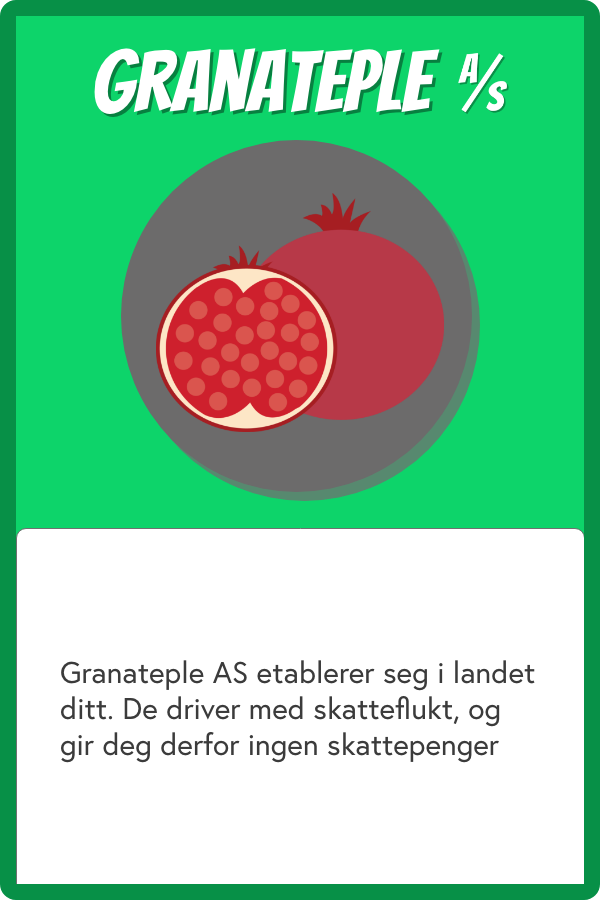 GRANATEPLE A/S
Granateple AS etablerer seg i landet
ditt. De driver med skatteflukt, og
gir deg derfor ingen skattepenger